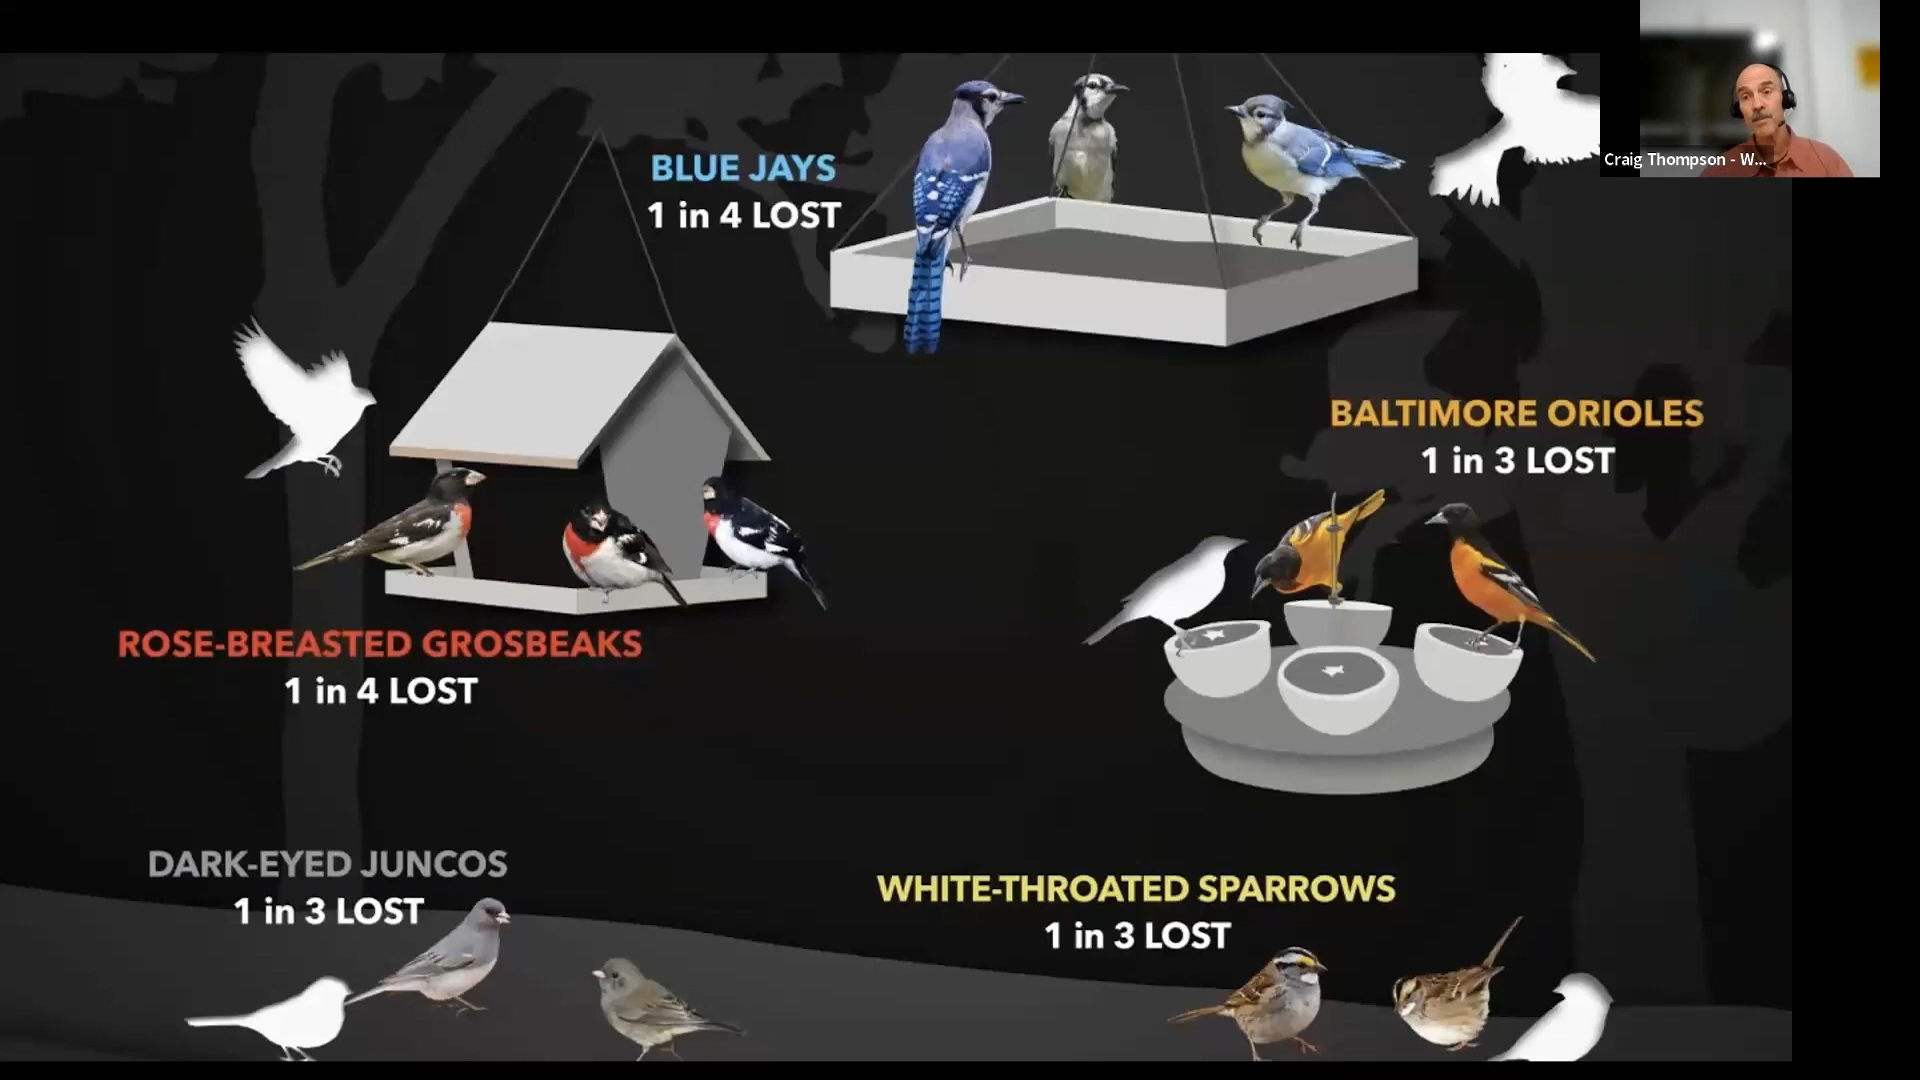 Craig Thompson - W...
BLUE JAYS
1 in 4 LOST
BALTIMORE ORIOLES
1 in 3 LOST
ROSE-BREASTED GROSBEAKS
1 in 4 LOST
DARK-EYED JUNCOS
1 in 3 LOST
WHITE-THROATED SPARROWS
1 in 3 LOST